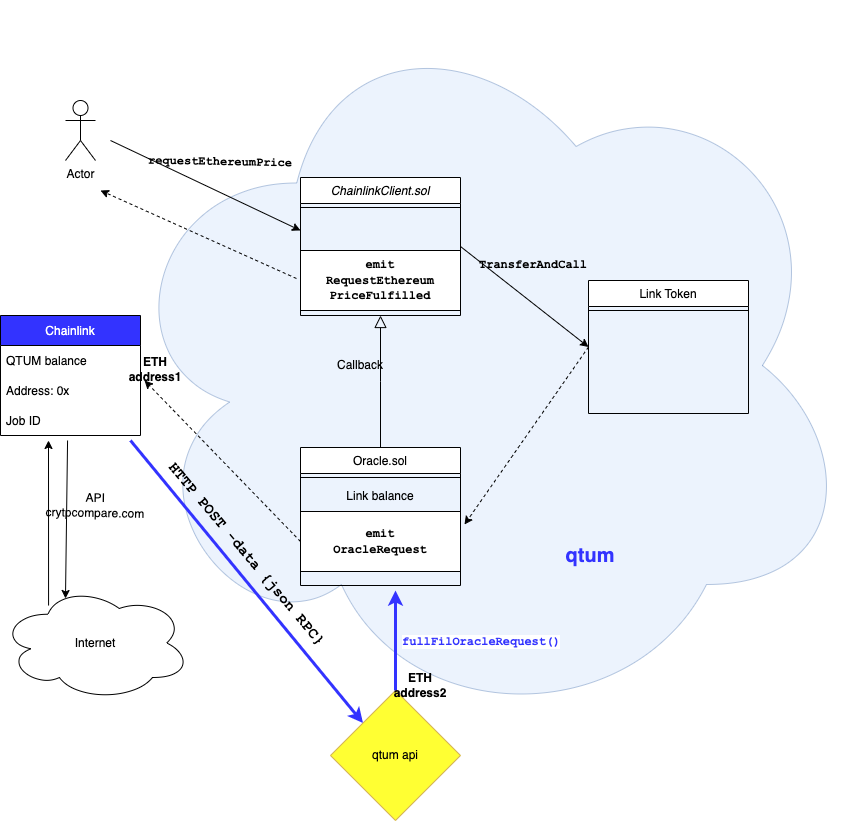 requestEthereumPrice
Actor
ChainlinkClient.sol
emit
RequestEthereum
PriceFulfilled
TransferAndCall
Link Token
Chainlink
QTUM balance
Address: 0x
Job ID
ETH
address1
Callback
Oracle.sol
Link balance
emit
OracleRequest
API
crytpcompare.com
HTTP POST -data {json RPC}
qtum
Internet
fullFilOracleRequest()
ETH
address2
qtum api